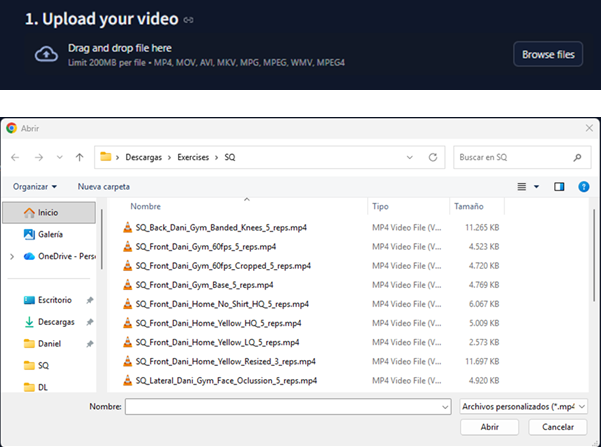 1. Upload your video
Drag and drop file here
Limit 200MB per file • MP4, MOV, AVI, MKV, MPG, MPEG, WMV, MPEG4
Browse files
Abrir
Descargas > Exercises > SQ
Buscar en SQ
Organizar
Nueva carpeta
Inicio
Galería
OneDrive - Perso
Escritorio
Descargas
Daniel
SQ
DL
Nombre Tipo Tamaño
SQ_Back_Dani_Gym_Banded_Knees_5_reps.mp4 MP4 Video File (V... 11.265 KB
SQ_Front_Dani_Gym_60fps_5_reps.mp4 MP4 Video File (V... 4.523 KB
SQ_Front_Dani_Gym_60fps_Cropped_5_reps.mp4 MP4 Video File (V... 4.720 KB
SQ_Front_Dani_Gym_Base_5_reps.mp4 MP4 Video File (V... 4.769 KB
SQ_Front_Dani_Home_No_Shirt_HQ_5_reps.mp4 MP4 Video File (V... 6.067 KB
SQ_Front_Dani_Home_Yellow_HQ_5_reps.mp4 MP4 Video File (V... 5.009 KB
SQ_Front_Dani_Home_Yellow_LQ_5_reps.mp4 MP4 Video File (V... 2.573 KB
SQ_Front_Dani_Home_Yellow_Resized_3_reps.mp4 MP4 Video File (V... 11.697 KB
SQ_Lateral_Dani_Gym_Face_Oclussion_5_reps.mp4 MP4 Video File (V... 4.920 KB
Nombre:
Archivos personalizados (*.mp4
Abrir
Cancelar